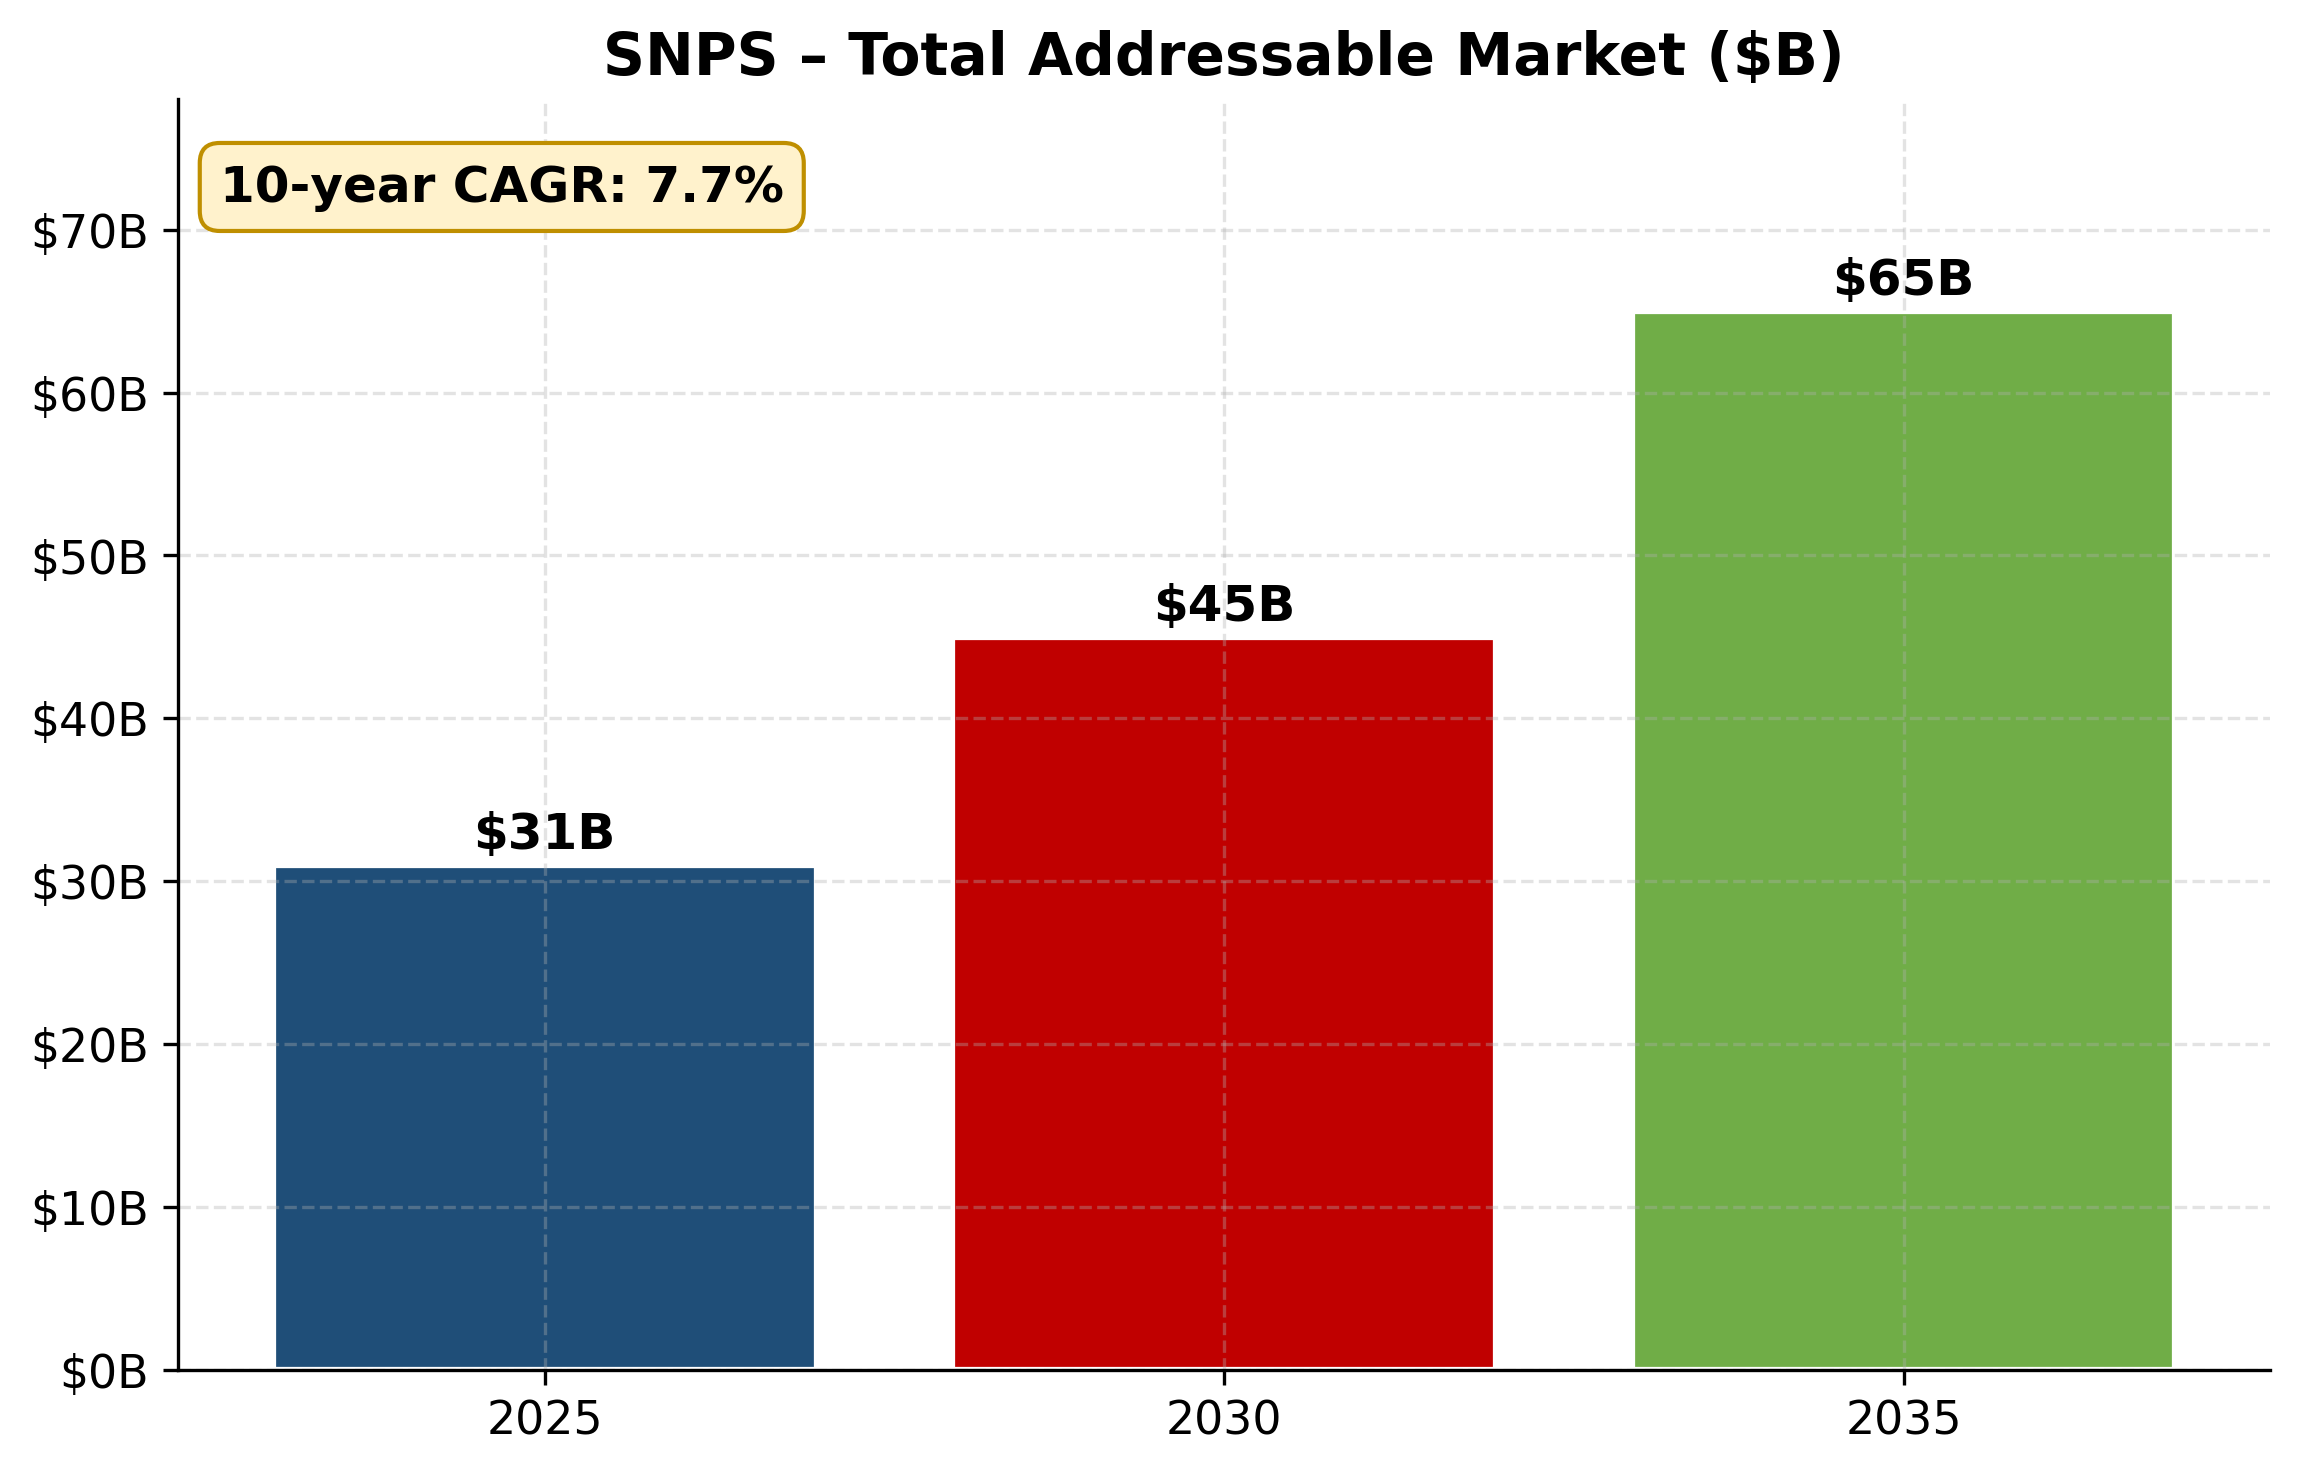 SNPS – Total Addressable Market ($B)
10-year CAGR: 7.7%
$70B
$60B
$50B
$40B
$30B
$20B
$10B
$0B
$31B
$45B
$65B
2025
2030
2035